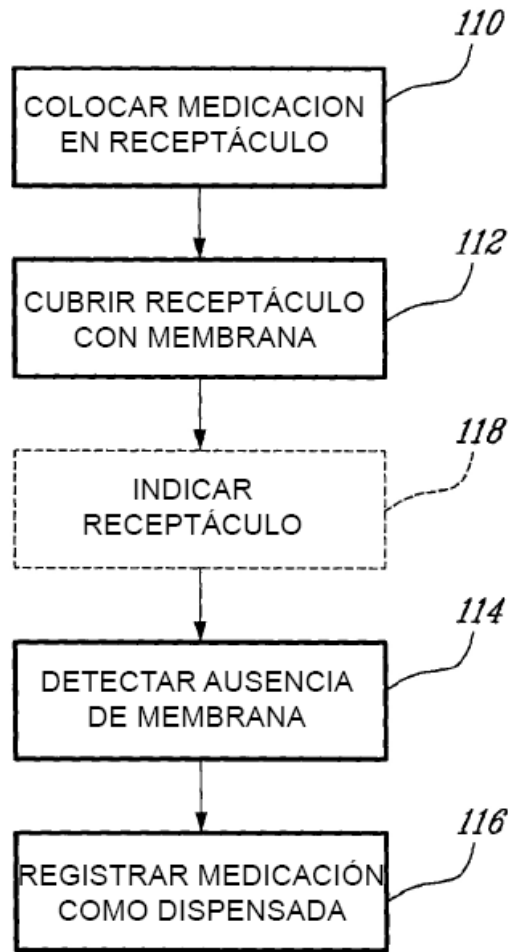 110
COLOCAR MEDICACION
EN RECEPTÁCULO
112
CUBRIR RECEPTÁCULO
CON MEMBRANA
118
INDICAR
RECEPTÁCULO
114
DETECTAR AUSENCIA
DE MEMBRANA
116
REGISTRAR MEDICACIÓN
COMO DISPENSADA